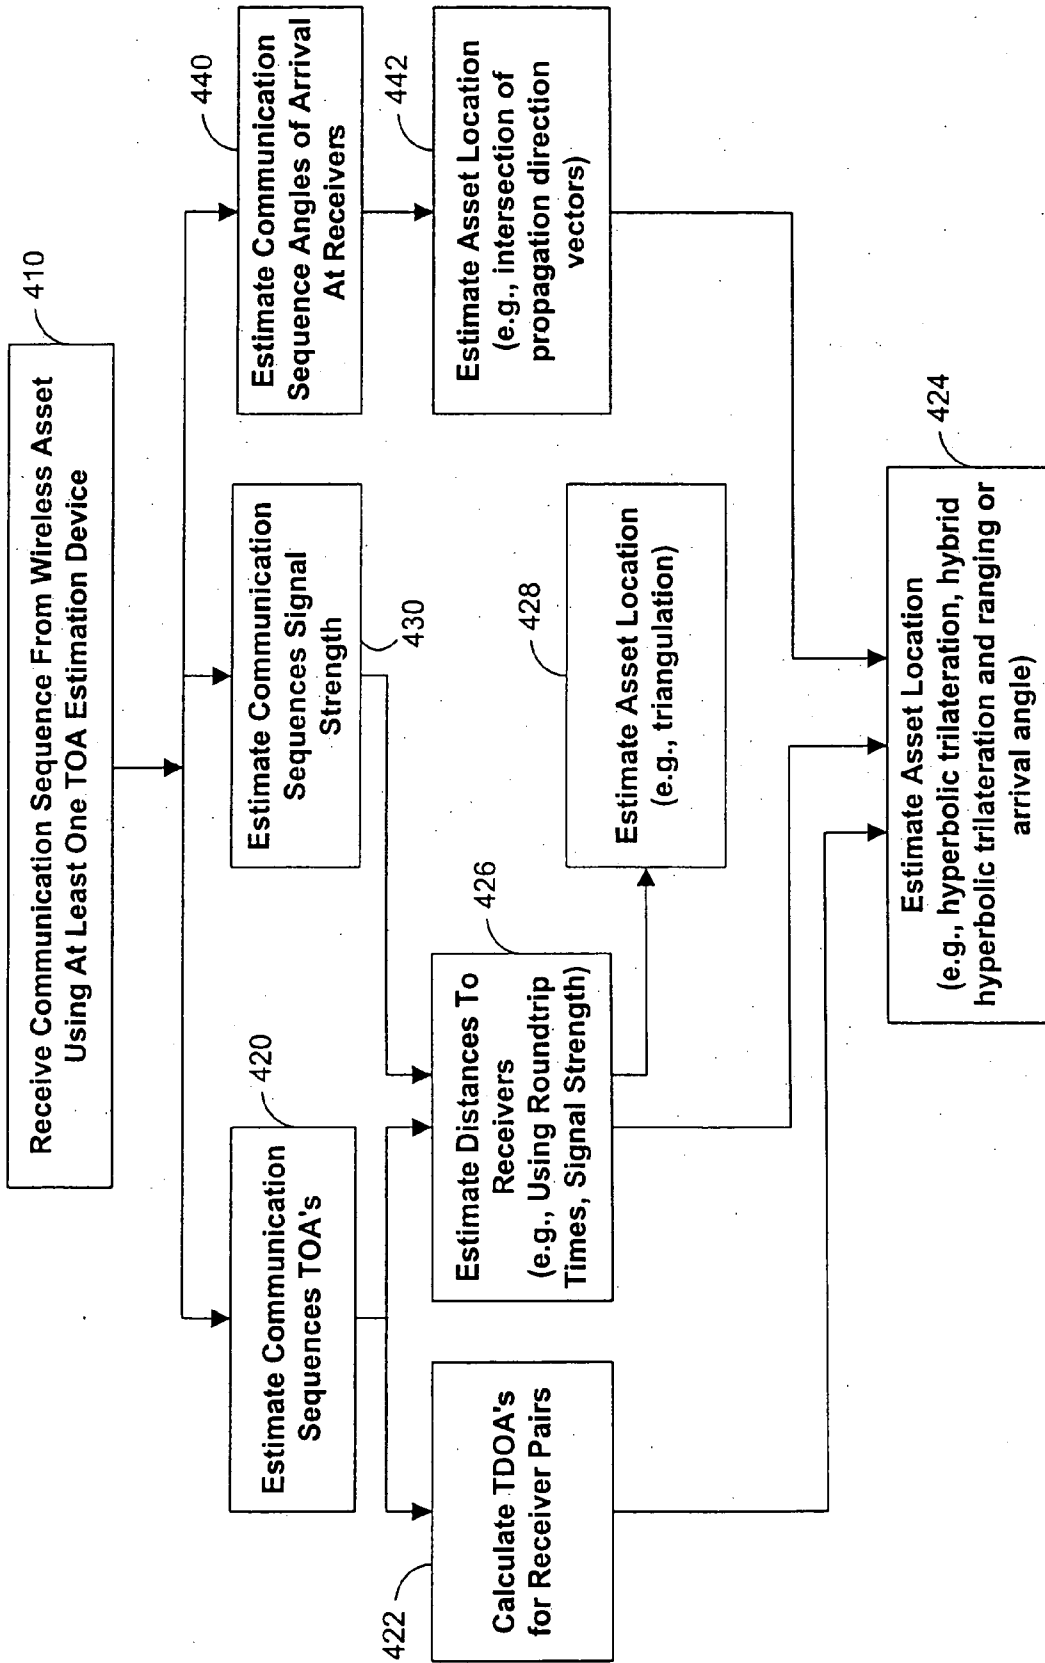 Receive Communication Sequence From Wireless Asset
Using At Least One TOA Estimation Device
410
Estimate Communication
Sequences TOA's
420
Estimate Communication
Sequences Signal
Strength
430
Estimate Communication
Sequence Angles of Arrival
At Receivers
440
Calculate TDOA's
for Receiver Pairs
422
Estimate Distances To
Receivers
(e.g., Using Roundtrip
Times, Signal Strength)
426
Estimate Asset Location
(e.g., triangulation)
428
Estimate Asset Location
(e.g., intersection of
propagation direction
vectors)
442
Estimate Asset Location
(e.g., hyperbolic trilateration, hybrid
hyperbolic trilateration and ranging or
arrival angle)
424